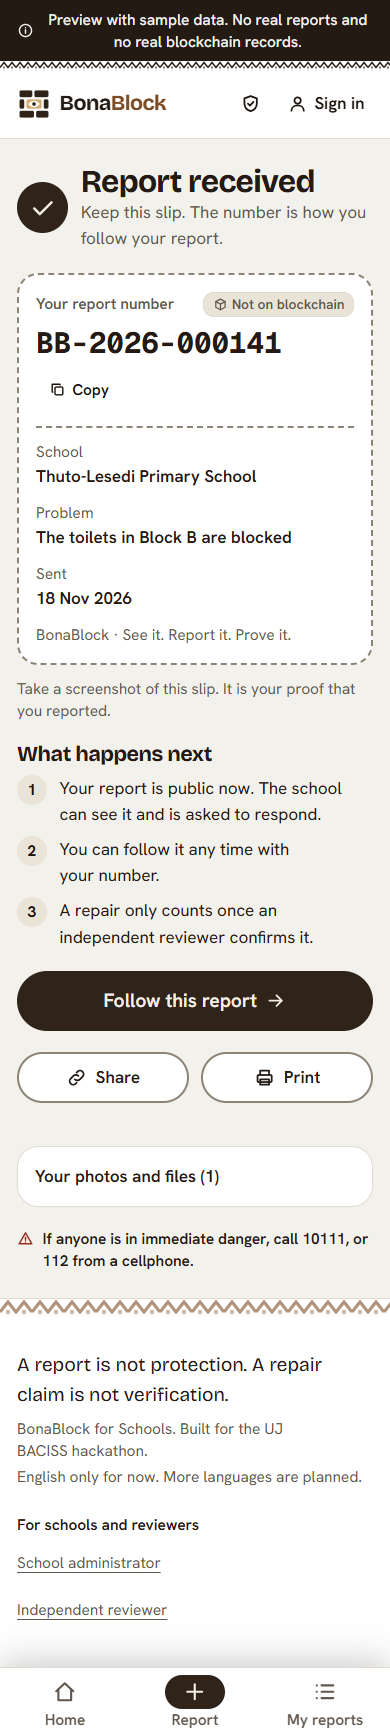 Preview with sample data. No real reports and
no real blockchain records.
BonaBlock
Sign in
Report received
Keep this slip. The number is how you
follow your report.
Your report number
Not on blockchain
BB-2026-000141
Copy
School
Thuto-Lesedi Primary School
Problem
The toilets in Block B are blocked
Sent
18 Nov 2026
BonaBlock · See it. Report it. Prove it.
Take a screenshot of this slip. It is your proof that
you reported.
What happens next
1
Your report is public now. The school
can see it and is asked to respond.
2
You can follow it any time with
your number.
3
A repair only counts once an
independent reviewer confirms it.
Follow this report →
Share
Print
Your photos and files (1)
If anyone is in immediate danger, call 10111, or
112 from a cellphone.
A report is not protection. A repair
claim is not verification.
BonaBlock for Schools. Built for the UJ
BACISS hackathon.
English only for now. More languages are planned.
For schools and reviewers
School administrator
Independent reviewer
Home
Report
My reports